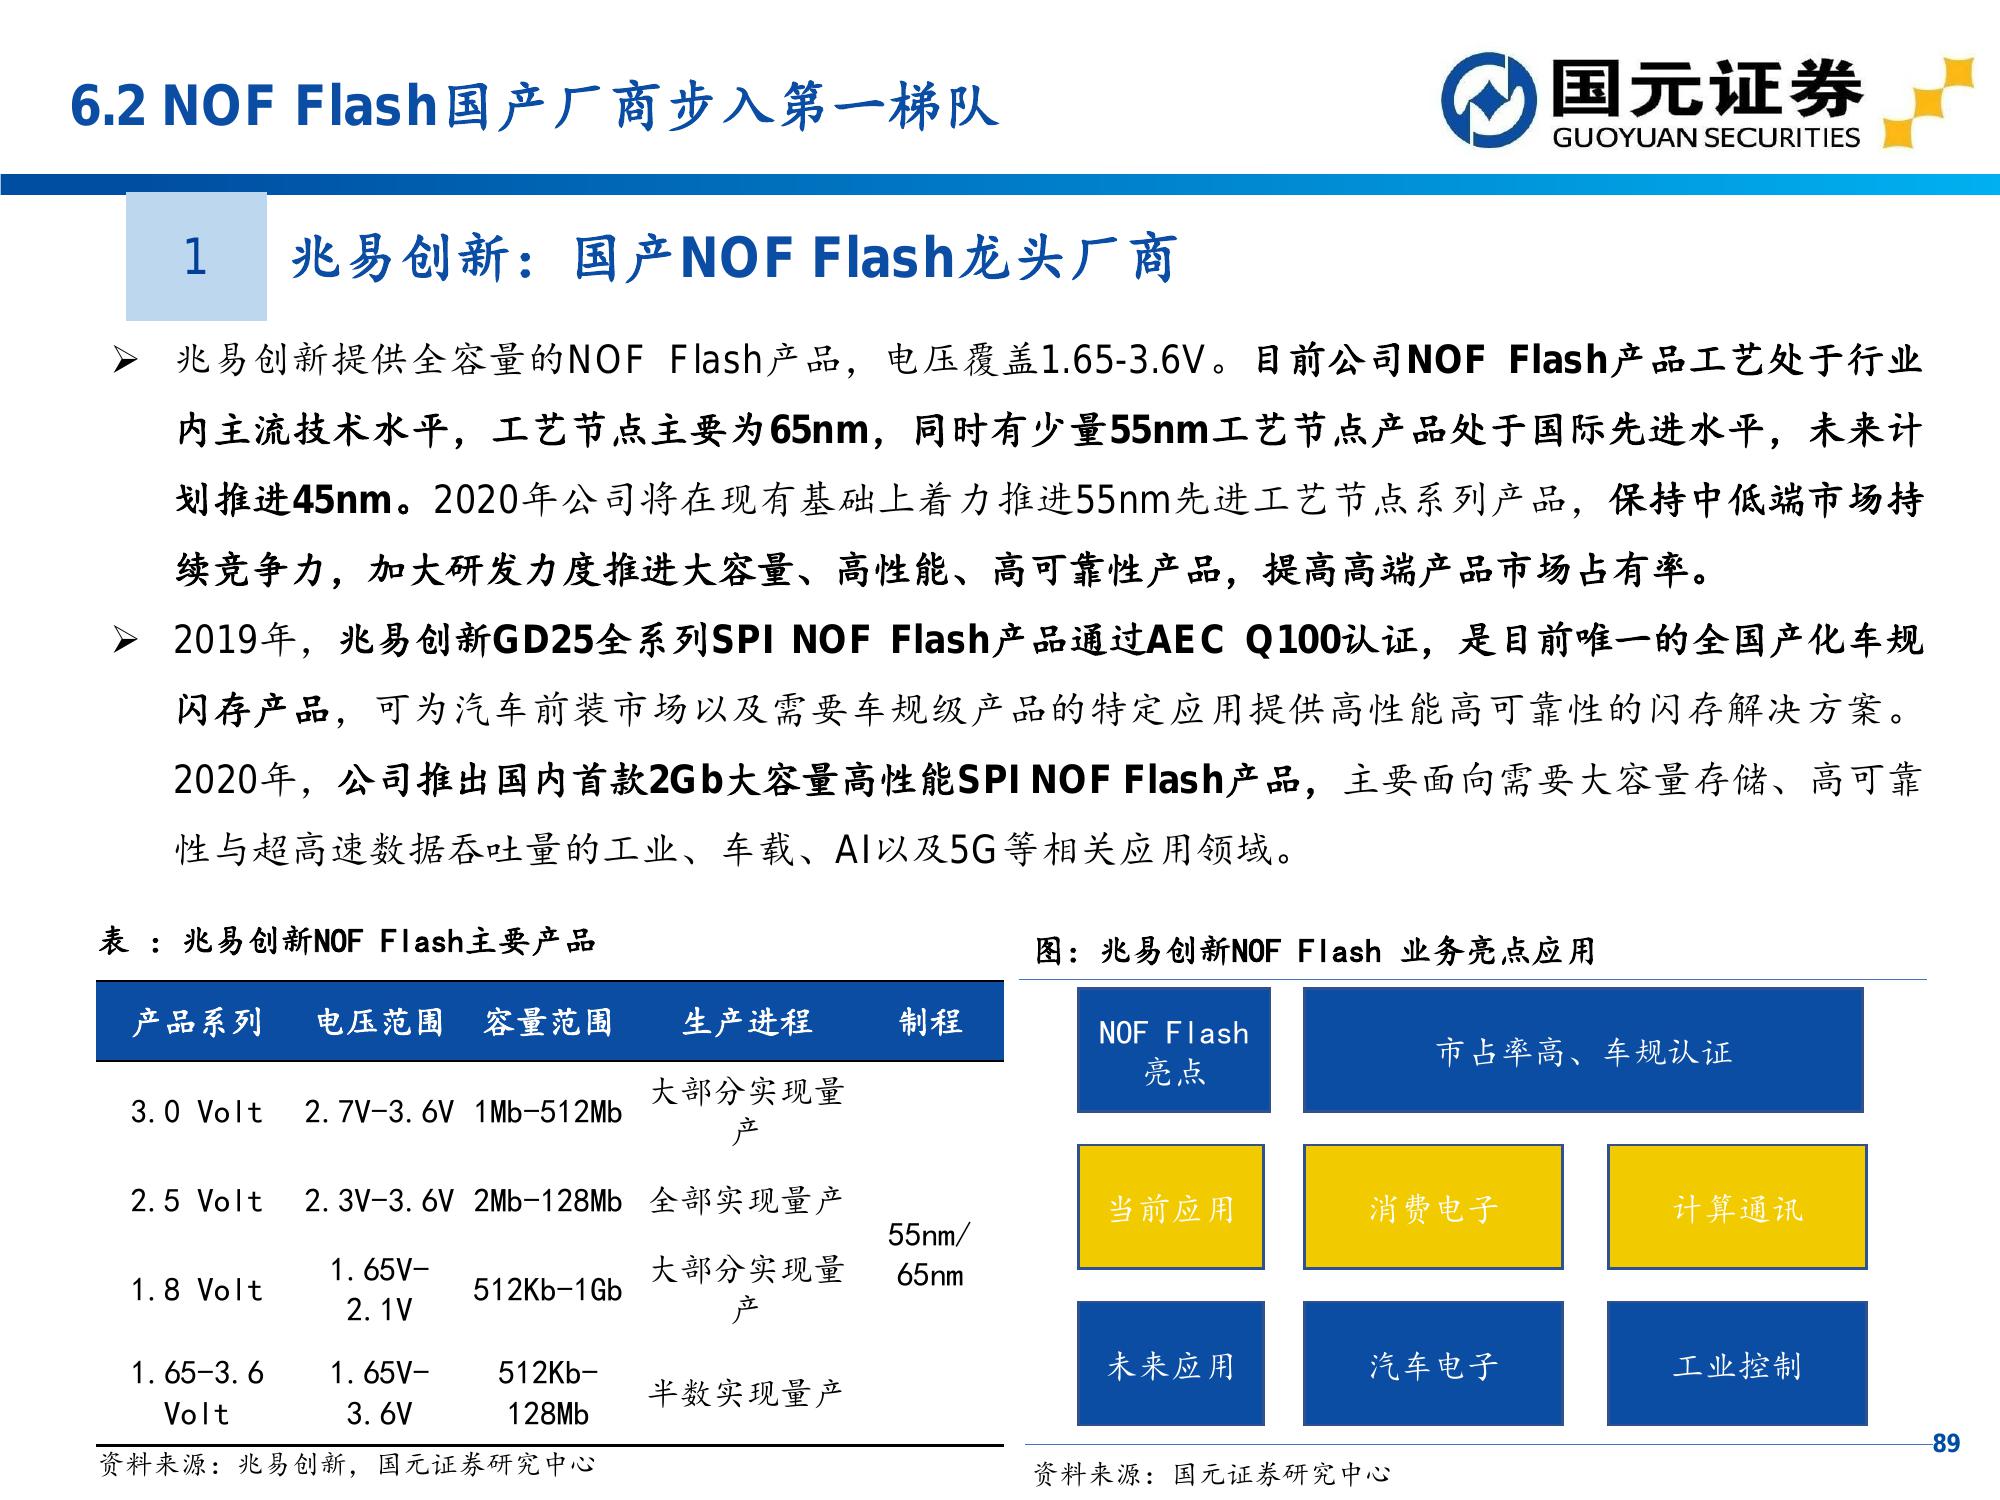 6.2 NOF Flash国产厂商步入第一梯队
国元证券
GUOYUAN SECURITIES
1
兆易创新：国产NOF Flash龙头厂商
➢ 兆易创新提供全容量的NOF Flash产品，电压覆盖1.65-3.6V。目前公司NOF Flash产品工艺处于行业
内主流技术水平，工艺节点主要为65nm，同时有少量55nm工艺节点产品处于国际先进水平，未来计
划推进45nm。2020年公司将在现有基础上着力推进55nm先进工艺节点系列产品，保持中低端市场持
续竞争力，加大研发力度推进大容量、高性能、高可靠性产品，提高高端产品市场占有率。
➢ 2019年，兆易创新GD25全系列SPI NOF Flash产品通过AEC Q100认证，是目前唯一的全国产化车规
闪存产品，可为汽车前装市场以及需要车规级产品的特定应用提供高性能高可靠性的闪存解决方案。
2020年，公司推出国内首款2Gb大容量高性能SPI NOF Flash产品，主要面向需要大容量存储、高可靠
性与超高速数据吞吐量的工业、车载、AI以及5G等相关应用领域。
表 ：兆易创新NOF Flash主要产品
产品系列 电压范围 容量范围 生产进程 制程
3.0 Volt 2.7V-3.6V 1Mb-512Mb 大部分实现量
产
2.5 Volt 2.3V-3.6V 2Mb-128Mb 全部实现量产
55nm/
65nm
1.8 Volt 1.65V-
2.1V 512Kb-1Gb 大部分实现量
产
1.65-3.6
Volt 1.65V-
3.6V 512Kb-
128Mb 半数实现量产
资料来源：兆易创新，国元证券研究中心
图：兆易创新NOF Flash 业务亮点应用
NOF Flash
亮点
市占率高、车规认证
当前应用 消费电子 计算通讯
未来应用 汽车电子 工业控制
资料来源：国元证券研究中心
89